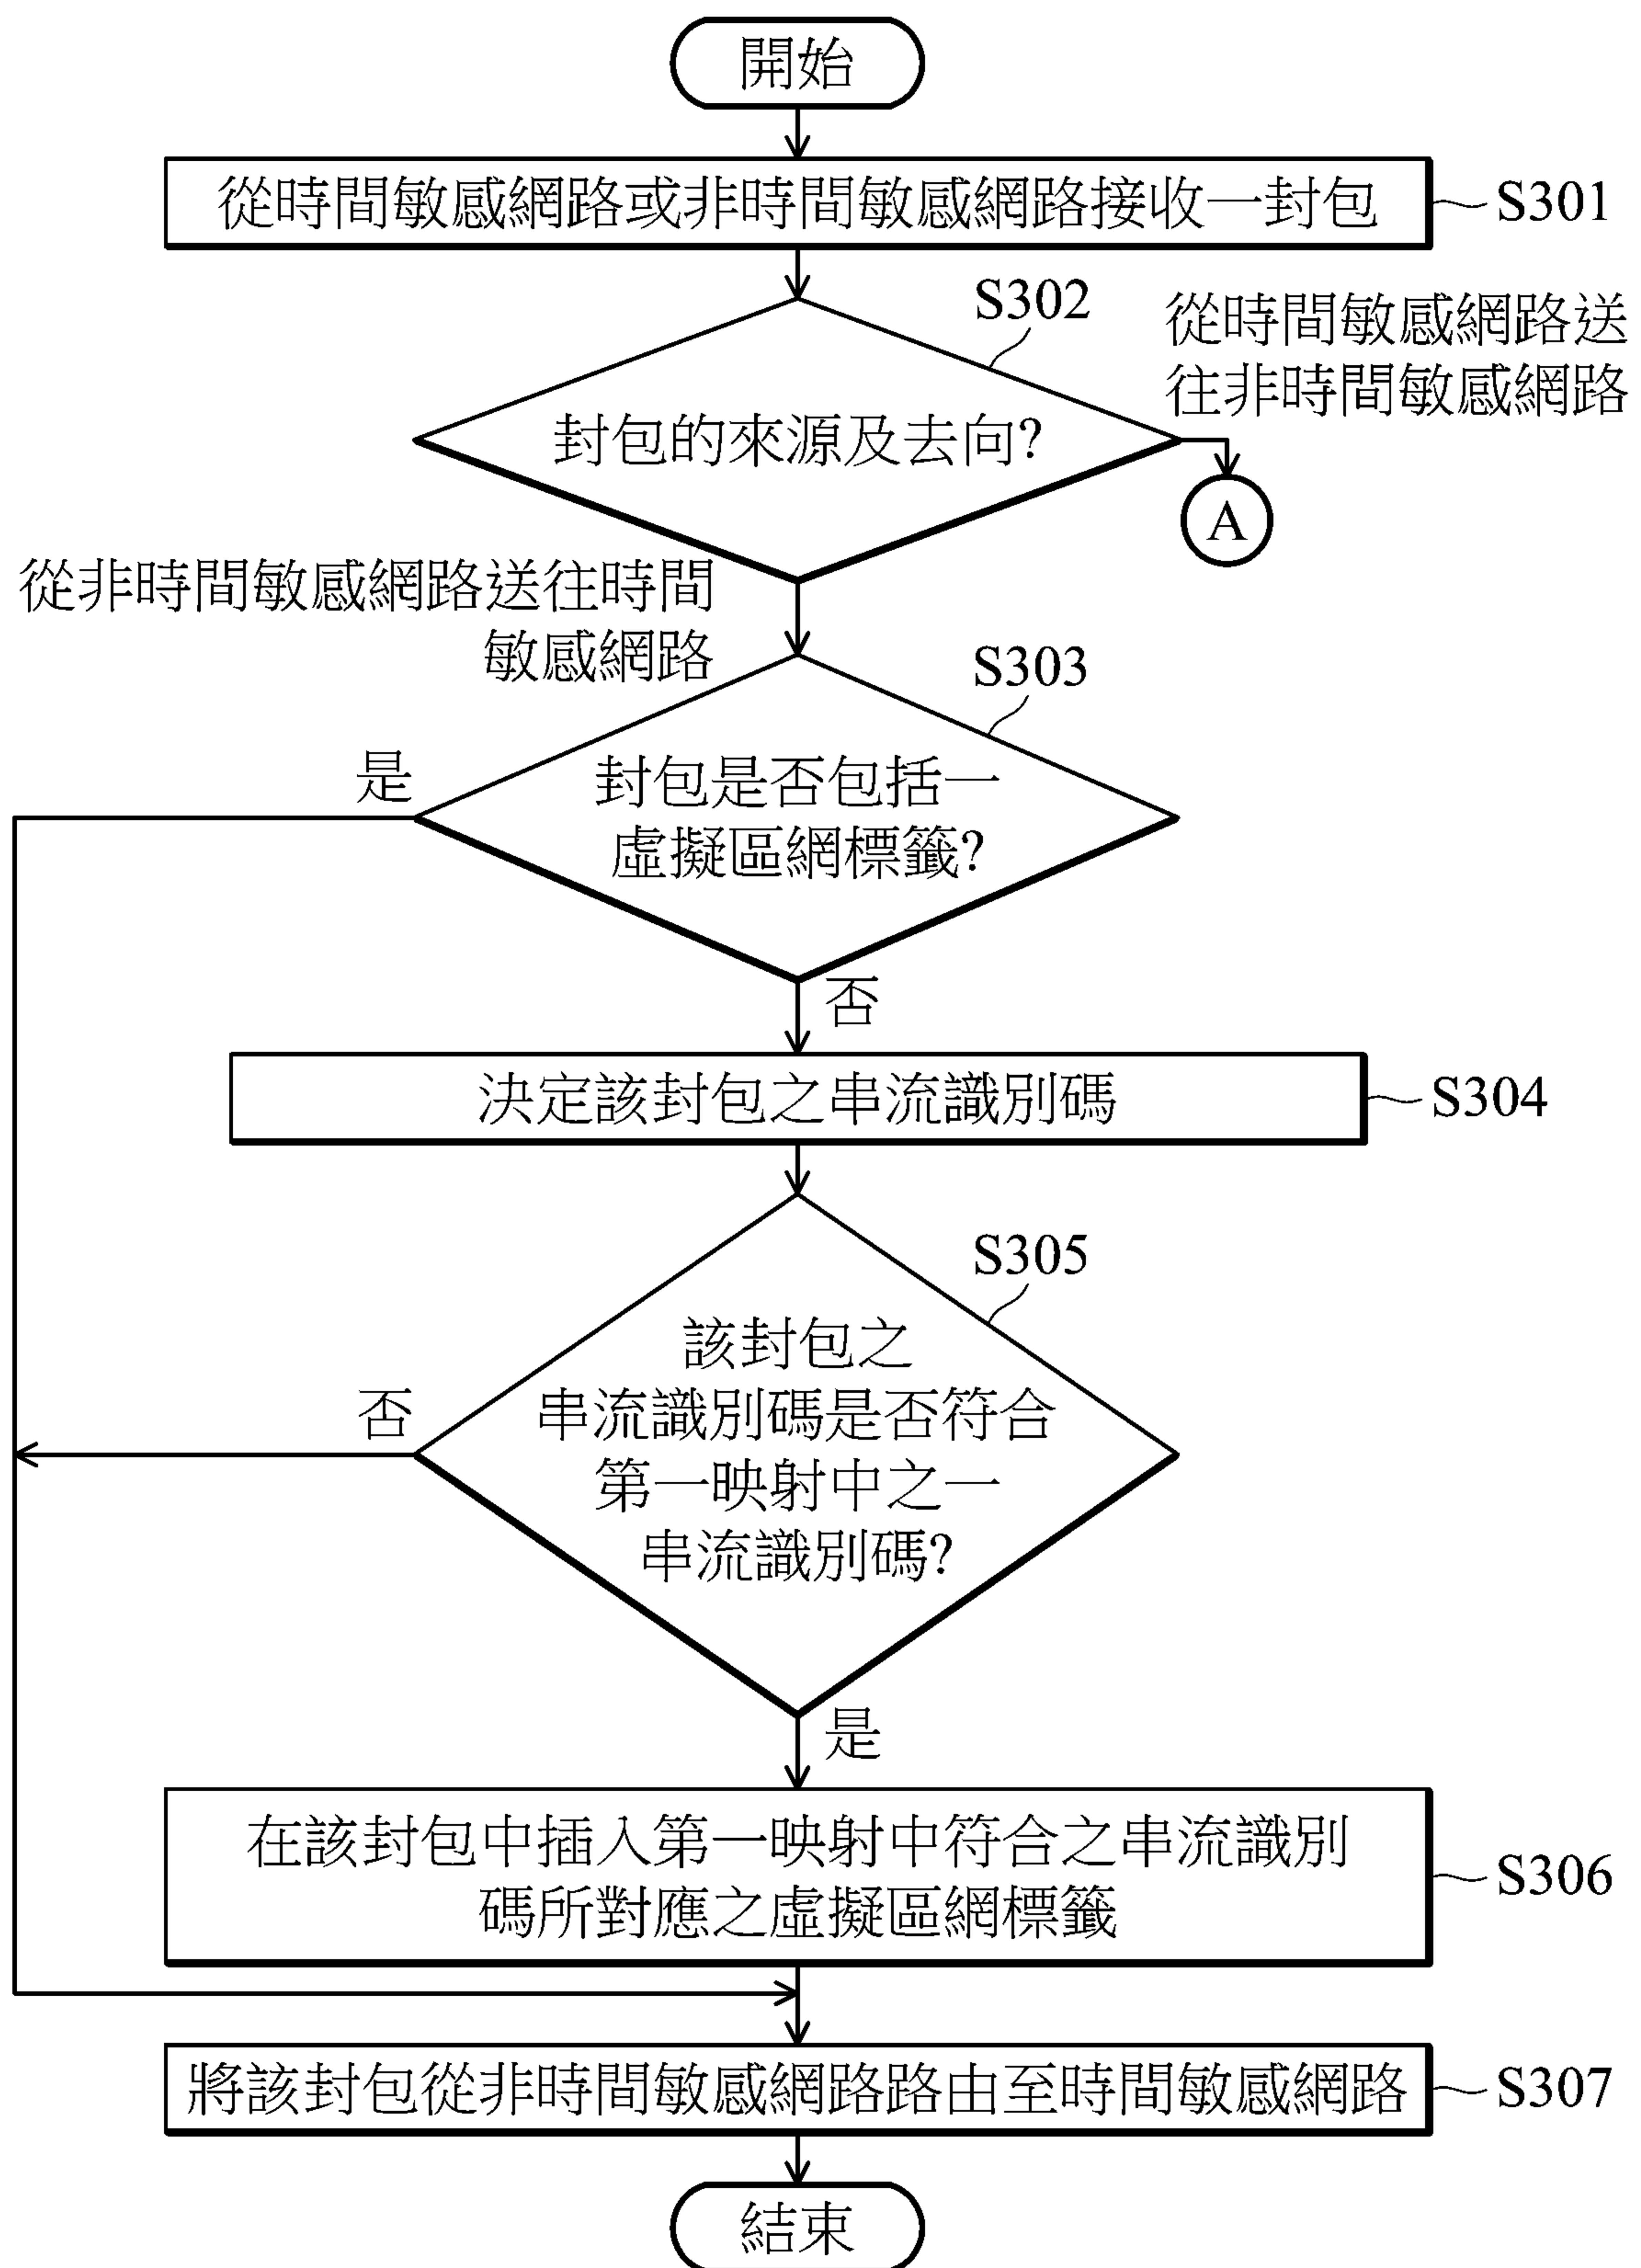 開始
從時間敏感網路或非時間敏感網路接收一封包
S301
S302
從時間敏感網路送
往非時間敏感網路
封包的來源及去向?
A
從非時間敏感網路送往時間
敏感網路
S303
是
封包是否包括一
虛擬區網標籤?
否
決定該封包之串流識別碼
S304
S305
該封包之
串流識別碼是否符合
第一映射中之一
串流識別碼?
否
是
在該封包中插入第一映射中符合之串流識別
碼所對應之虛擬區網標籤
S306
將該封包從非時間敏感網路路由至時間敏感網路
S307
結束